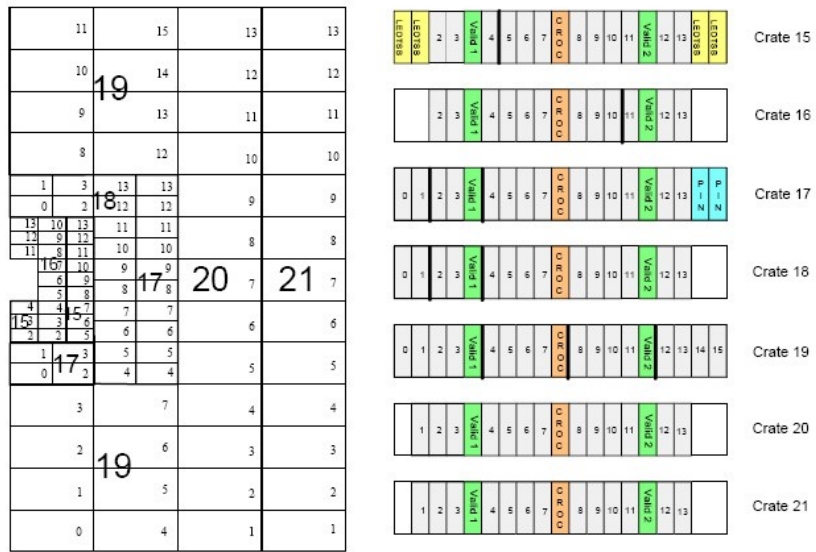 11 15 13 13
10 14 12 12
19
9 13 11 11
8 12 10 10
1 3 13 13
18
0 2 12 12 9 9
13 10 13 11 11
12 9 12 8 8
11 8 11 10 10
16 7 10 9 9
17 20 7 21 7
6 9 8 8
5 8
4 4 7 7 7
15 3 3 15 6 6 6 6 6
2 2 5
1 3 5 5
17 5 5
0 2 4 4
3 7 4 4
2 6 3 3
19
1 5 2 2
0 4 1 1
LEOTSB LEOTSB 2 3 Valid 1 4 5 6 7 CROC 8 9 10 11 Valid 2 12 13 LEOTSB LEOTSB Crate 15
2 3 Valid 1 4 5 6 7 CROC 8 9 10 11 Valid 2 12 13 Crate 16
0 1 2 3 Valid 1 4 5 6 7 CROC 8 9 10 11 Valid 2 12 13 PIN PIN Crate 17
0 1 2 3 Valid 1 4 5 6 7 CROC 8 9 10 11 Valid 2 12 13 Crate 18
0 1 2 3 Valid 1 4 5 6 7 CROC 8 9 10 11 Valid 2 12 13 14 15 Crate 19
1 2 3 Valid 1 4 5 6 7 CROC 8 9 10 11 Valid 2 12 13 Crate 20
1 2 3 Valid 1 4 5 6 7 CROC 8 9 10 11 Valid 2 12 13 Crate 21